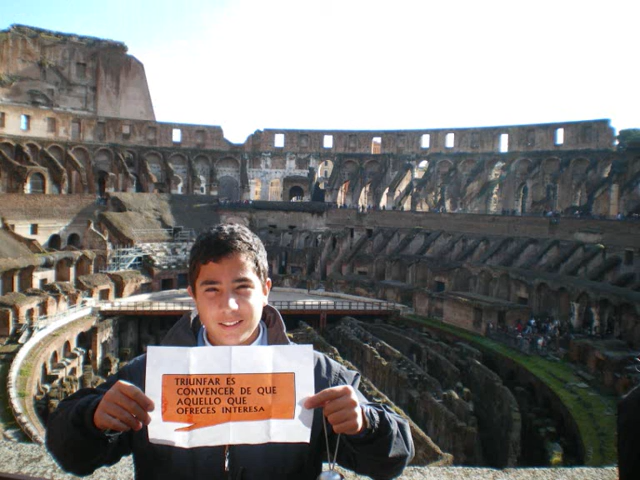 TRIUNFAR ES
CONVENCER DE QUE
AQUELLO QUE
OFRECES INTERESA